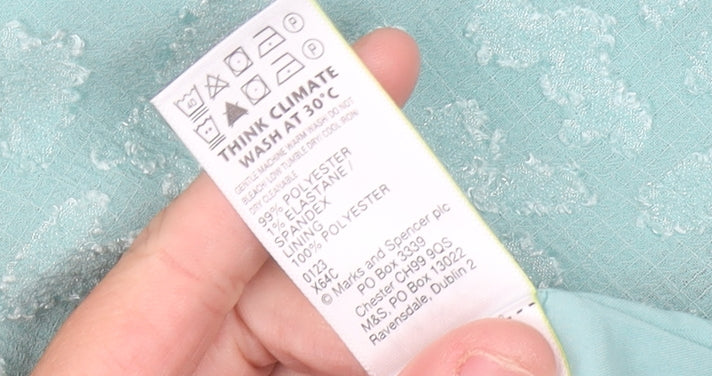 40
P
P
THINK CLIMATE
WASH AT 30°C
GENTLE MACHINE WARM WASH DO NOT
BLEACH LOW TUMBLE DRY COOL IRON/
DRY CLEANABLE
99% POLYESTER
1% ELASTANE /
SPANDEX
LINING
100% POLYESTER
0123
X64C
© Marks and Spencer plc
PO Box 3339
Chester CH99 9QS
M&S, PO Box 13022
Ravensdale, Dublin 2